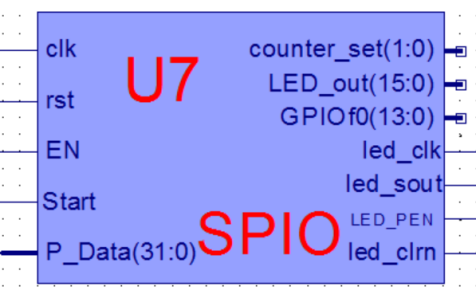 clk
counter_set(1:0)
U7
LED_out(15:0)
rst
GPIOf0(13:0)
EN
led_clk
led_sout
Start
LED_PEN
SPIO
P_Data(31:0)
led_clrn